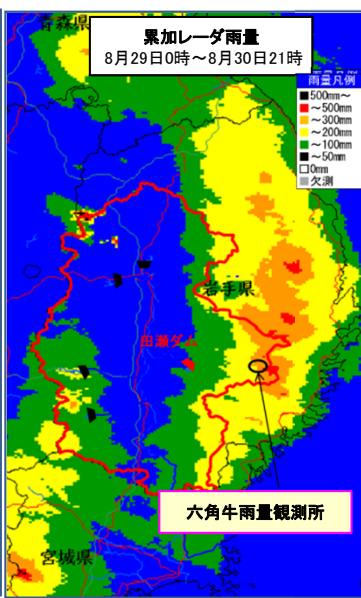 青森県
累加レーダ雨量
8月29日0時～8月30日21時
雨量凡例
500mm～
～500mm
～300mm
～200mm
～100mm
～50mm
0mm
欠測
岩手県
田瀬ダム
六角牛雨量観測所
宮城県